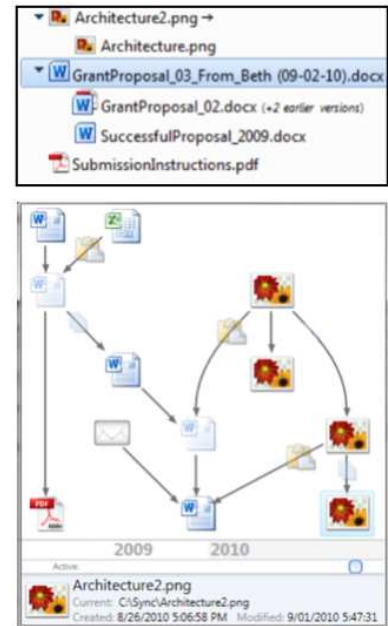 Architecture2.png →
Architecture.png
GrantProposal_03_From_Beth (09-02-10).docx
GrantProposal_02.docx (+2 earlier versions)
SuccessfulProposal_2009.docx
SubmissionInstructions.pdf
PDF
2009 2010
Active:
Architecture2.png
Current: C:\Sync\Architecture2.png
Created: 8/26/2010 5:06:58 PM Modified: 9/01/2010 5:47:31